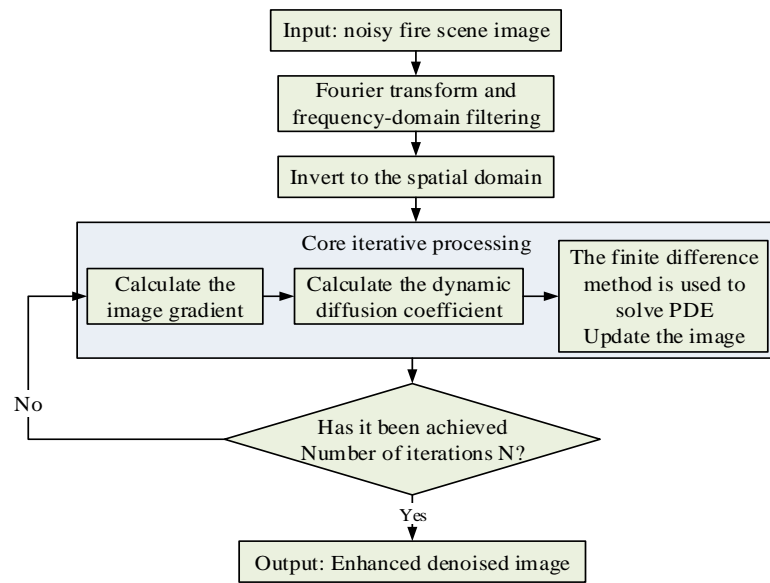 Input: noisy fire scene image
Fourier transform and
frequency-domain filtering
Invert to the spatial domain
Core iterative processing
Calculate the
image gradient
Calculate the dynamic
diffusion coefficient
The finite difference
method is used to
solve PDE
Update the image
No
Has it been achieved
Number of iterations N?
Yes
Output: Enhanced denoised image